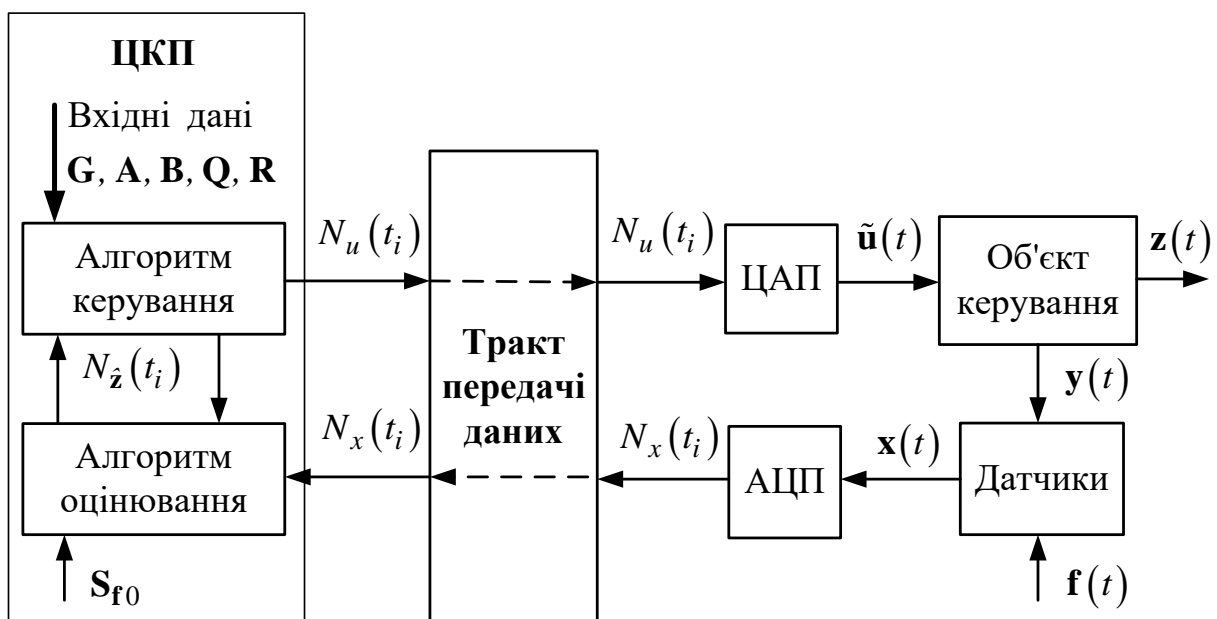 ЦКП
Вхідні дані
G, A, B, Q, R
Алгоритм
керування
N_ẑ(t_i)
Алгоритм
оцінювання
S_f0
N_u(t_i)
N_x(t_i)
Тракт
передачі
даних
N_u(t_i)
N_x(t_i)
ЦАП
АЦП
ũ(t)
x(t)
Об'єкт
керування
z(t)
y(t)
Датчики
f(t)